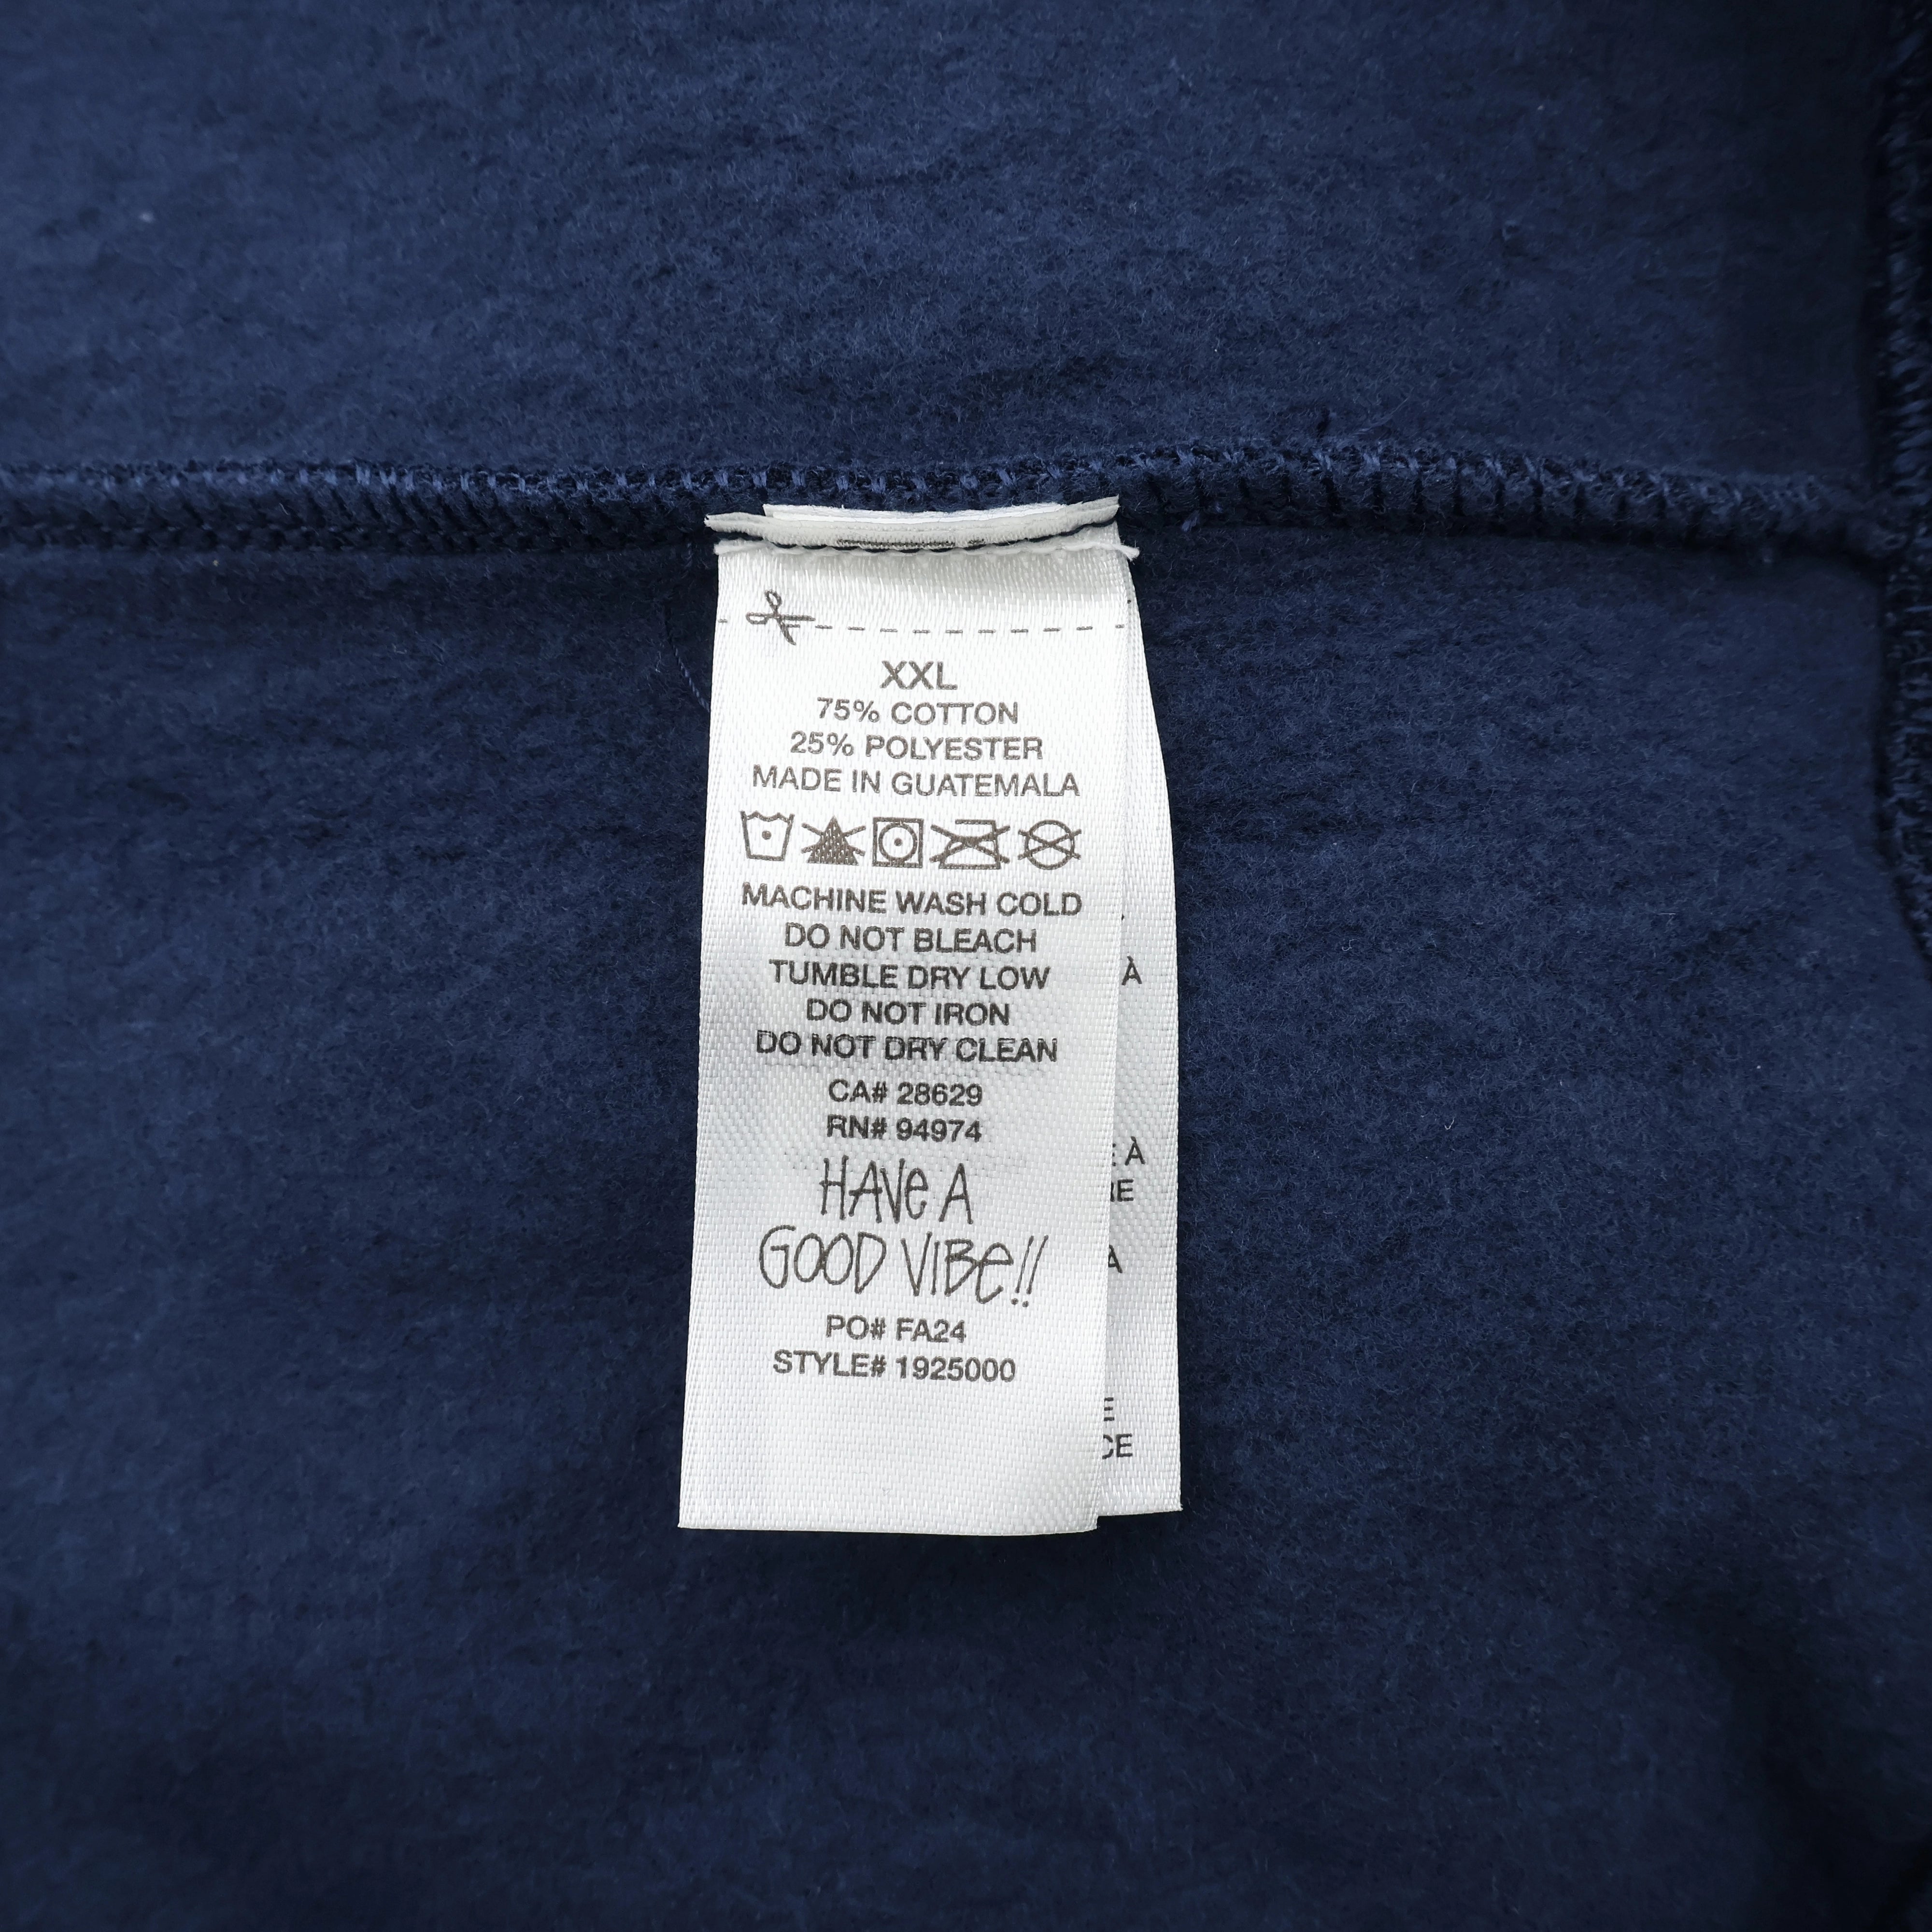 XXL
75% COTTON
25% POLYESTER
MADE IN GUATEMALA
MACHINE WASH COLD
DO NOT BLEACH
TUMBLE DRY LOW
DO NOT IRON
DO NOT DRY CLEAN
CA# 28629
RN# 94974
HAVe A
GOOD VIBe!!
PO# FA24
STYLE# 1925000
À
À